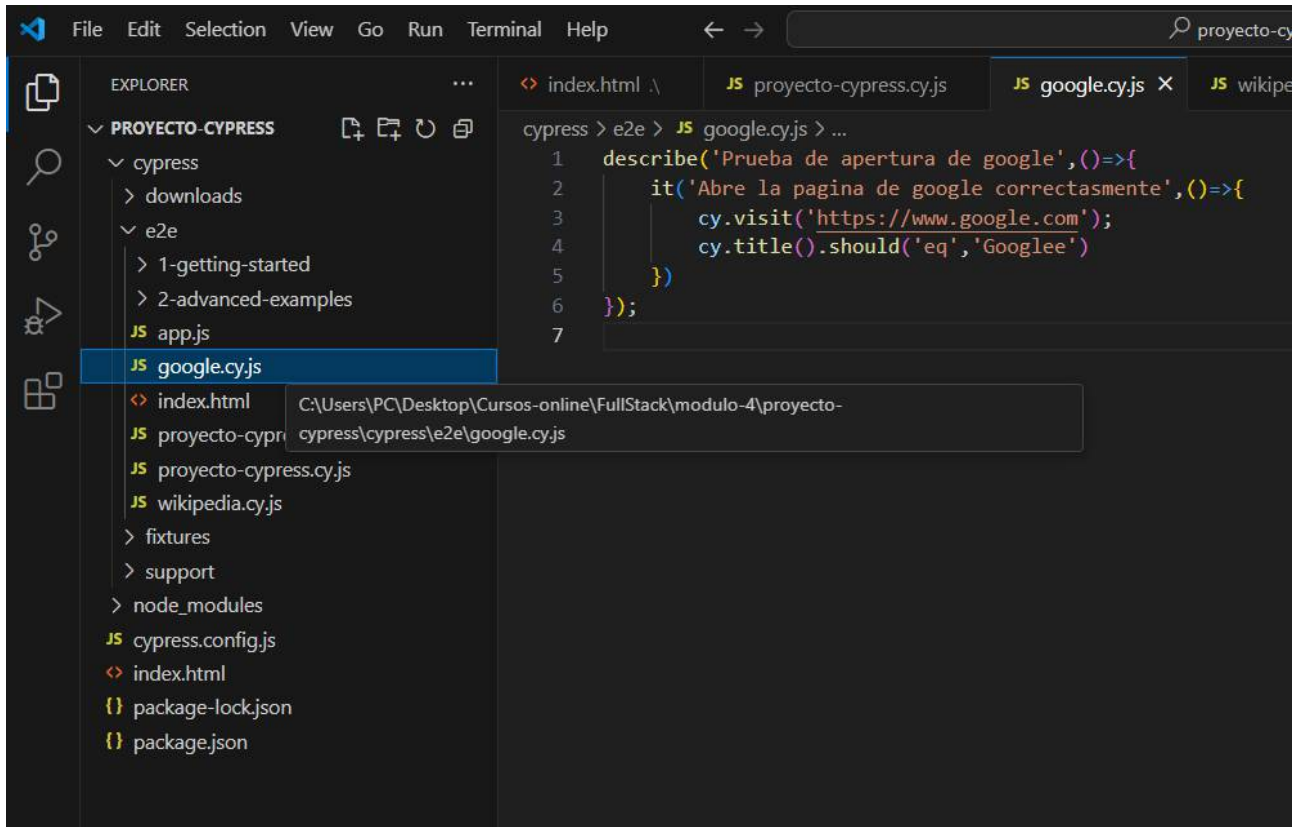 File Edit Selection View Go Run Terminal Help
proyecto-cy
EXPLORER
PROYECTO-CYPRESS
cypress
downloads
e2e
1-getting-started
2-advanced-examples
JS app.js
JS google.cy.js
index.html
JS proyecto-cypr
JS proyecto-cypress.cy.js
JS wikipedia.cy.js
fixtures
support
node_modules
JS cypress.config.js
index.html
{} package-lock.json
{} package.json
C:\Users\PC\Desktop\Cursos-online\FullStack\modulo-4\proyecto-
cypress\cypress\e2e\google.cy.js
index.html .\ JS proyecto-cypress.cy.js JS google.cy.js JS wikipe
cypress > e2e > JS google.cy.js > ...
1 describe('Prueba de apertura de google',()=>{
2 it('Abre la pagina de google correctasmente',()=>{
3 cy.visit('https://www.google.com');
4 cy.title().should('eq','Googlee')
5 })
6 });
7